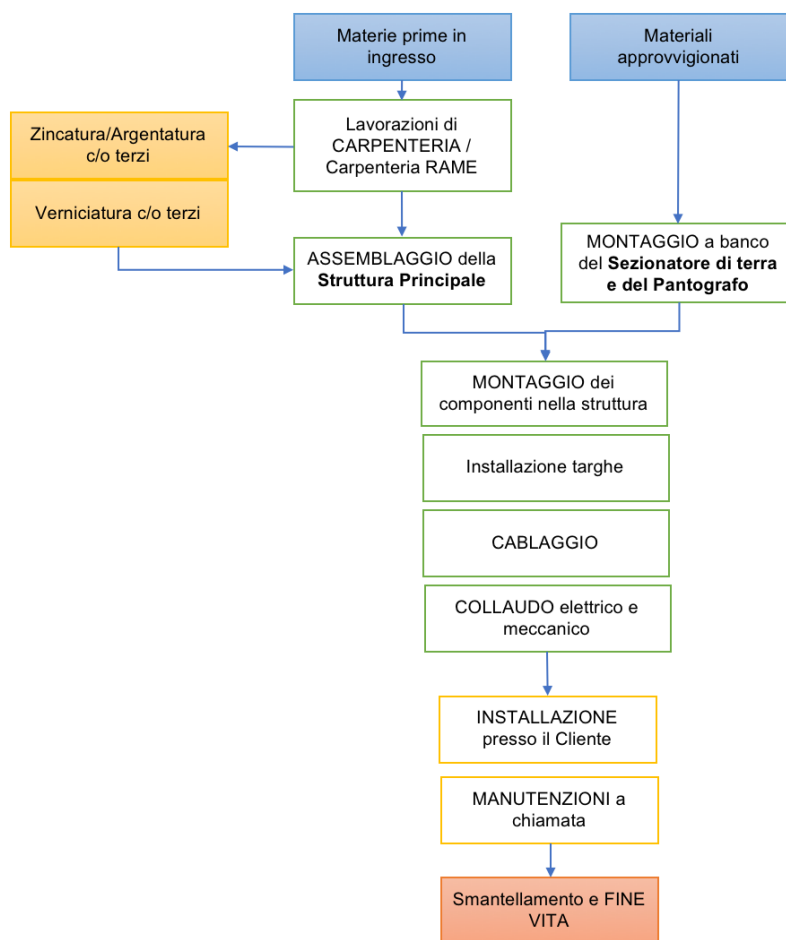 Materie prime in
ingresso
Materiali
approvvigionati
Zincatura/Argentatura
c/o terzi
Lavorazioni di
CARPENTERIA /
Carpenteria RAME
Verniciatura c/o terzi
ASSEMBLAGGIO della
Struttura Principale
MONTAGGIO a banco
del Sezionatore di terra
e del Pantografo
MONTAGGIO dei
componenti nella struttura
Installazione targhe
CABLAGGIO
COLLAUDO elettrico e
meccanico
INSTALLAZIONE
presso il Cliente
MANUTENZIONI a
chiamata
Smantellamento e FINE
VITA